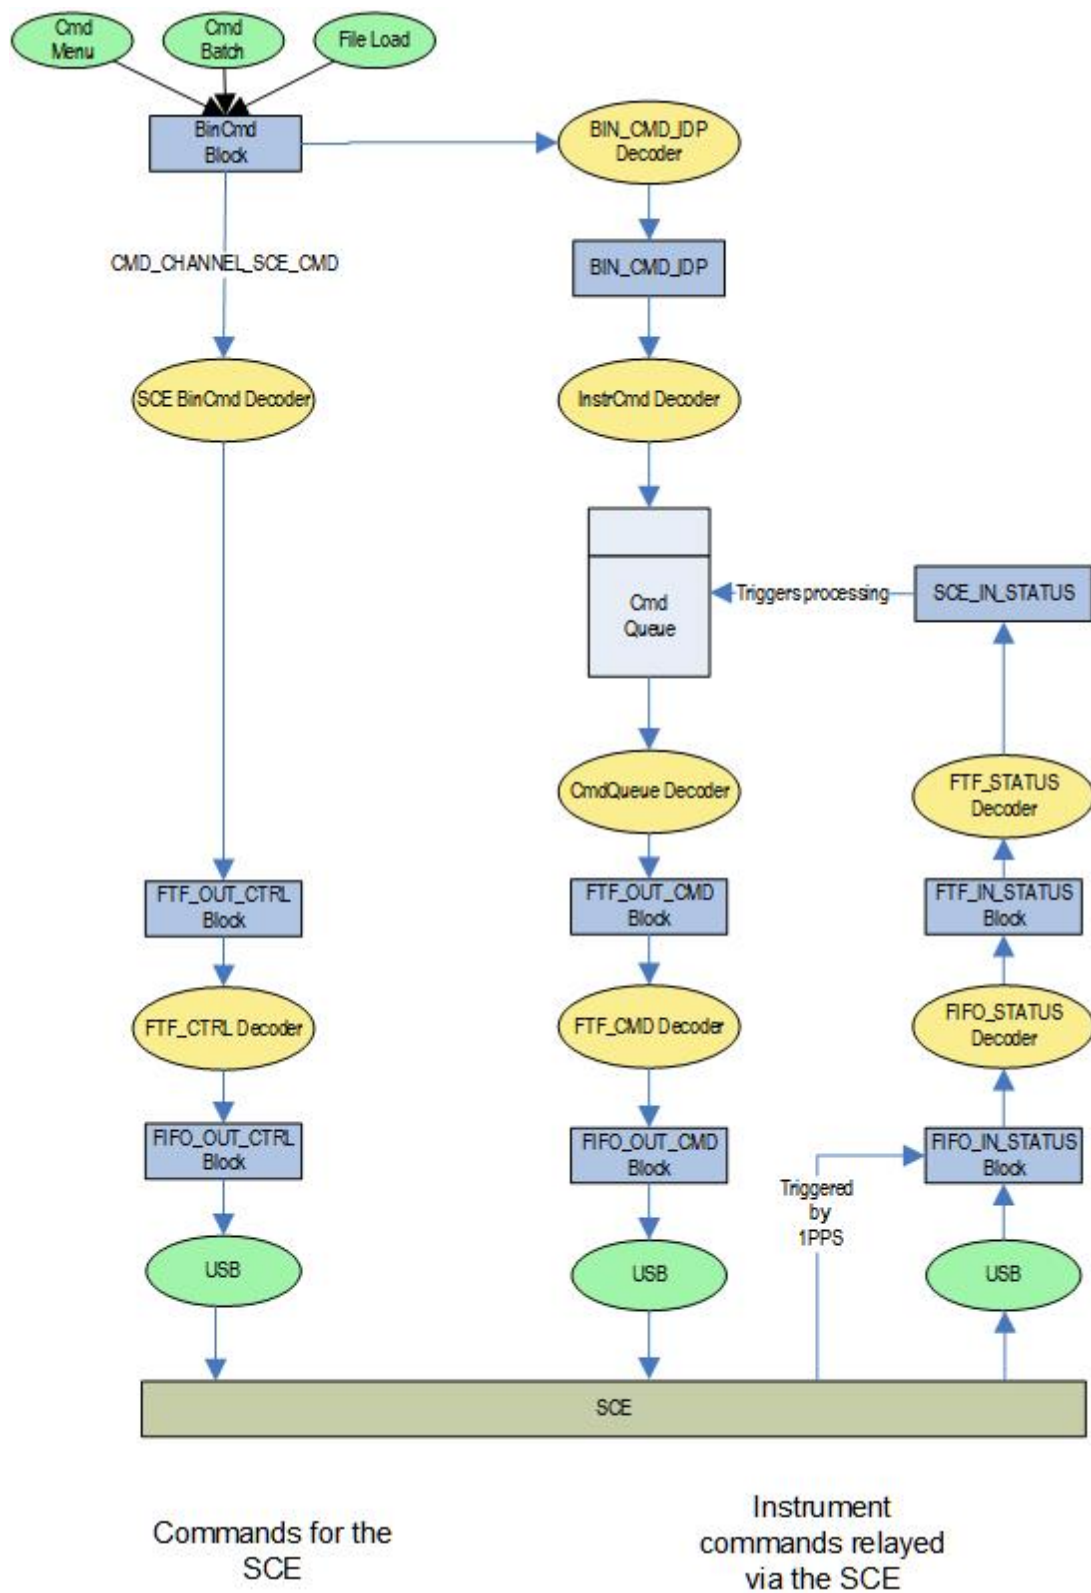 Cmd
Menu
Cmd
Batch
File Load
BinCmd
Block
BIN_CMD_IDP
Decoder
CMD_CHANNEL_SCE_CMD
BIN_CMD_IDP
SCE BinCmd Decoder
InstrCmd Decoder
Cmd
Queue
Triggers processing
SCE_IN_STATUS
CmdQueue Decoder
FTF_STATUS
Decoder
FTF_OUT_CTRL
Block
FTF_OUT_CMD
Block
FTF_IN_STATUS
Block
FTF_CTRL Decoder
FTF_CMD Decoder
FIFO_STATUS
Decoder
FIFO_OUT_CTRL
Block
FIFO_OUT_CMD
Block
FIFO_IN_STATUS
Block
Triggered
by
1PPS
USB
USB
USB
SCE
Commands for the
SCE
Instrument
commands relayed
via the SCE